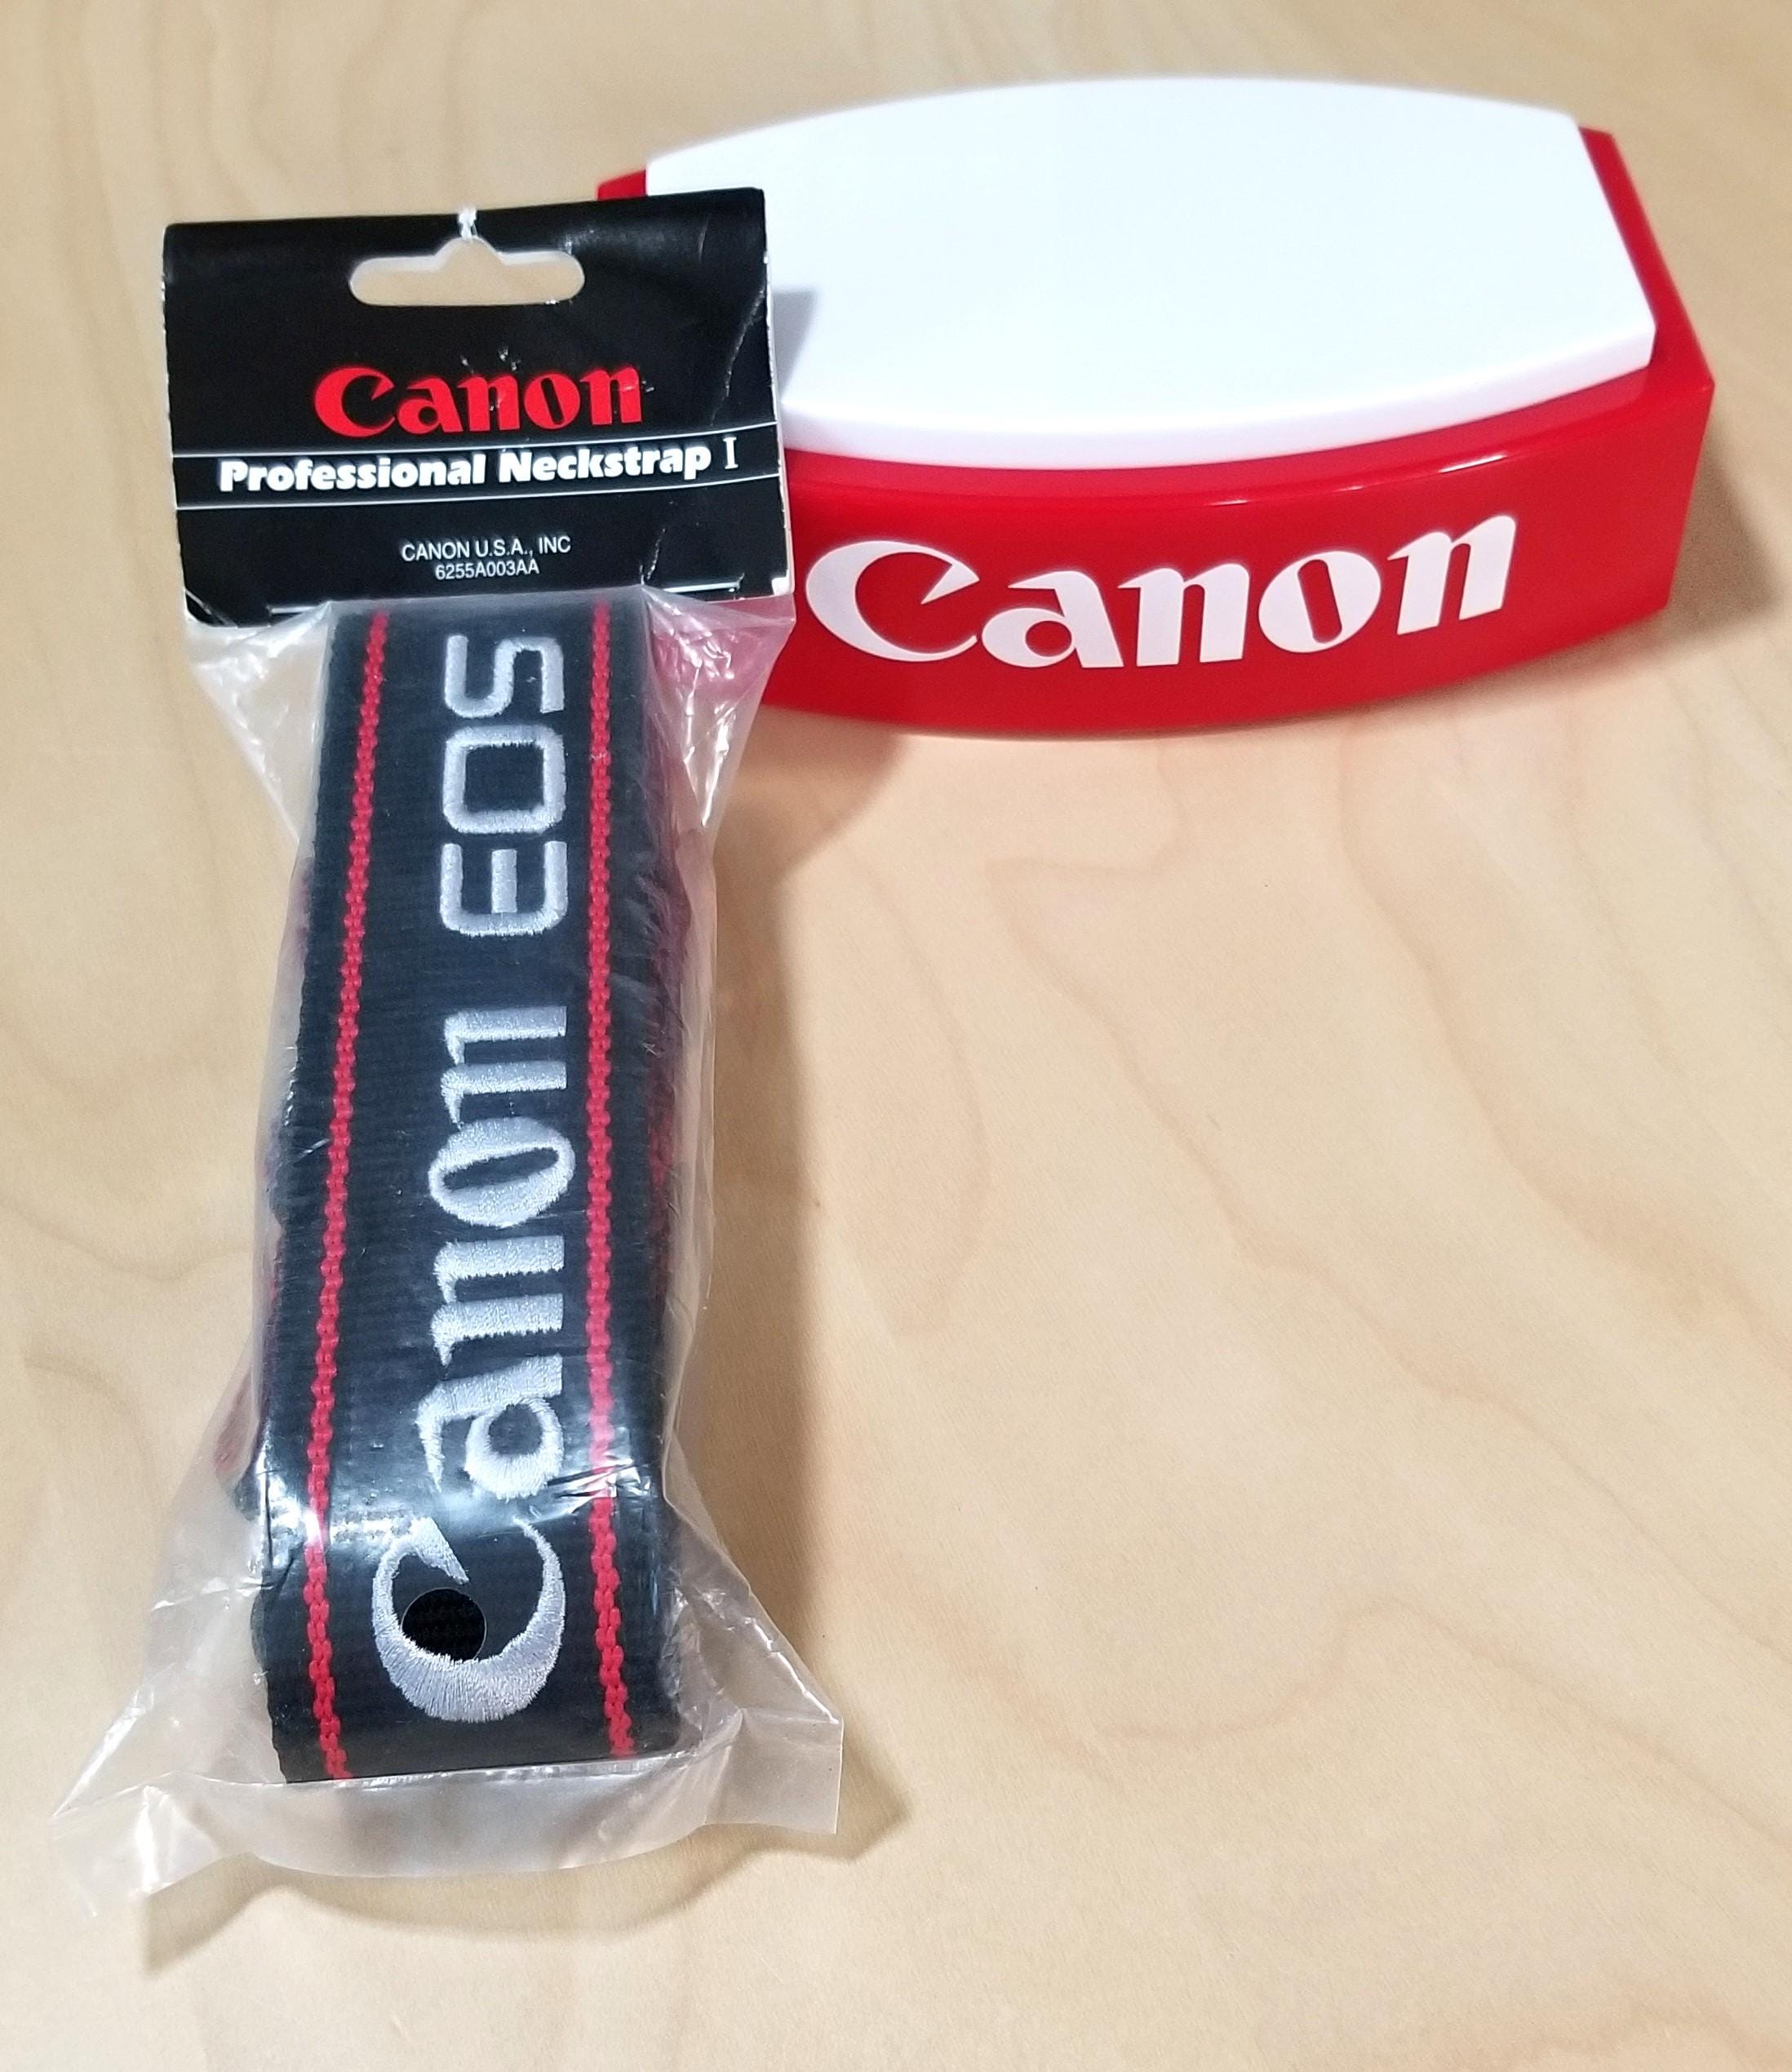 Canon
Professional Neckstrap I
CANON U.S.A., INC
6255A003AA
Canon EOS
Canon